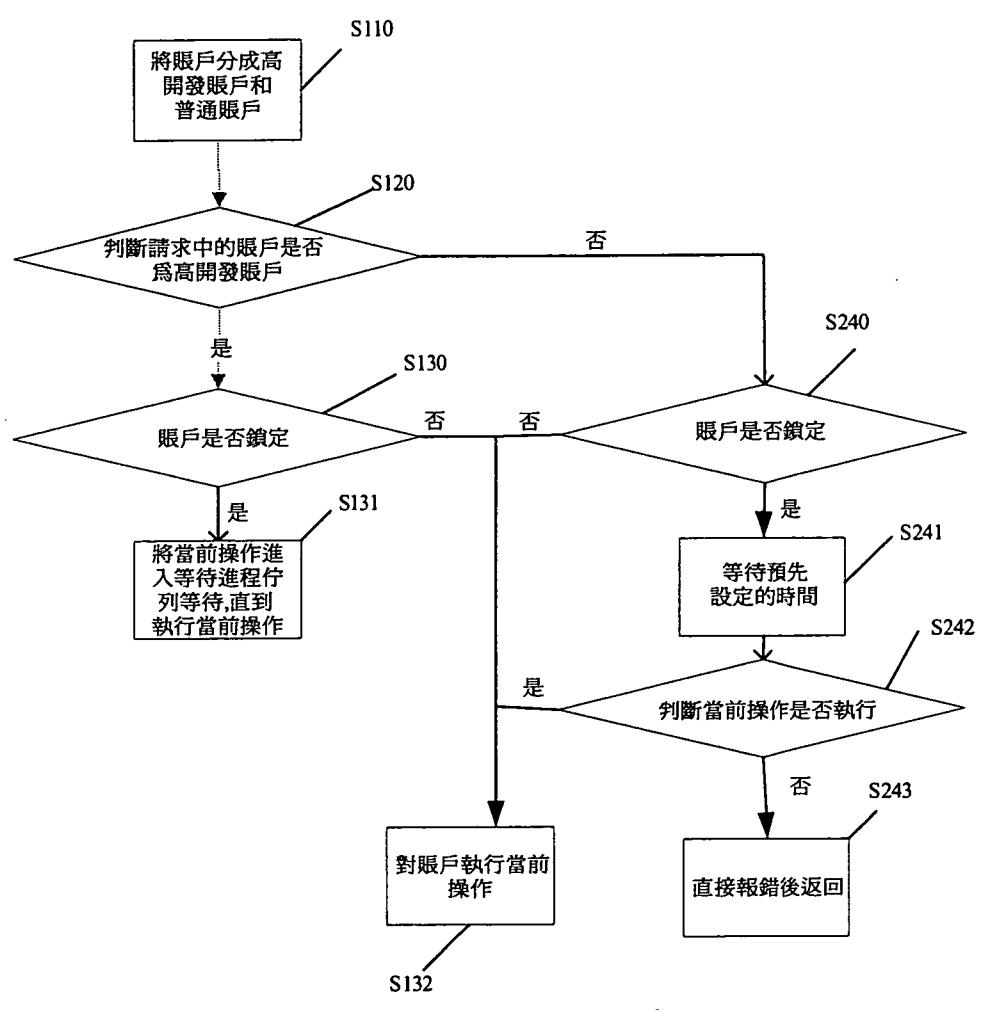 S110
將賬戶分成高
開發賬戶和
普通賬戶
S120
判斷請求中的賬戶是否
爲高開發賬戶
否
是
S240
S130
賬戶是否鎖定
否
否
賬戶是否鎖定
是
S131
是
S241
將當前操作進
入等待進程佇
列等待,直到
執行當前操作
等待預先
設定的時間
S242
是
判斷當前操作是否執行
否
S243
對賬戶執行當前
操作
直接報錯後返回
S132